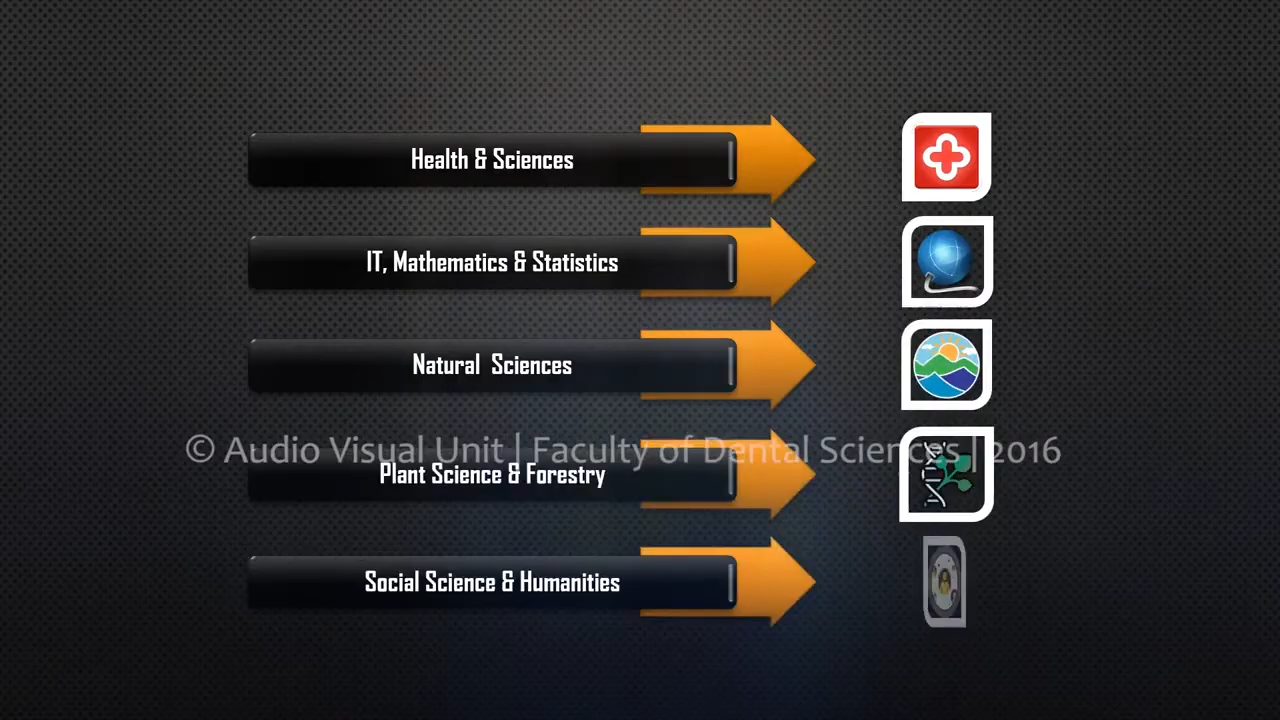 Health & Sciences
IT, Mathematics & Statistics
Natural Sciences
© Audio Visual Unit | Faculty of Dental Sciences | 2016
Plant Science & Forestry
Social Science & Humanities